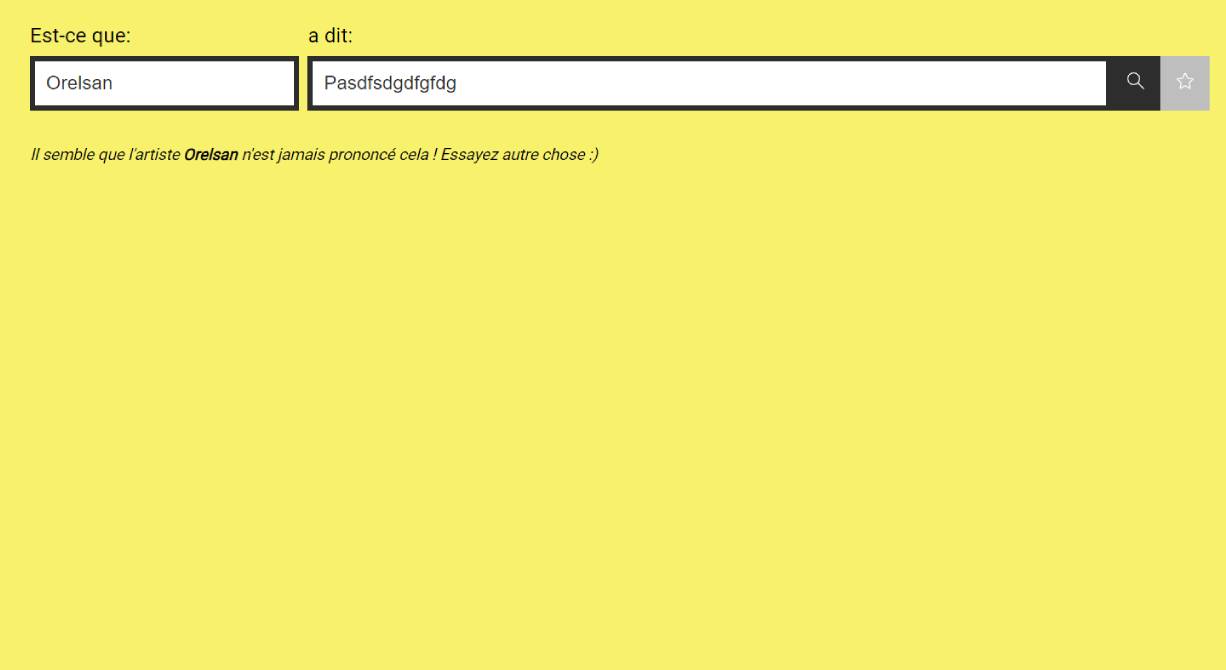 Est-ce que: a dit:
Orelsan Pasdfsdgdfgfdg
Il semble que l'artiste Orelsan n'est jamais prononcé cela ! Essayez autre chose :)